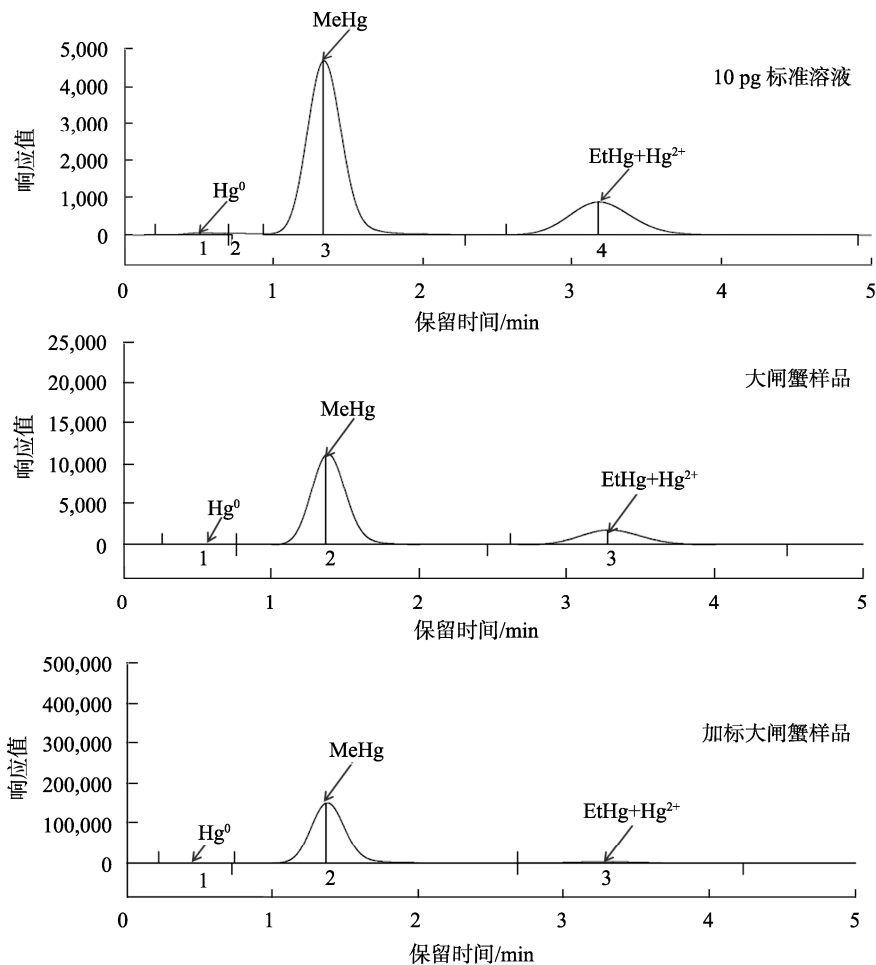 MeHg
5,000
10 pg 标准溶液
4,000
3,000
响应值
EtHg+Hg²⁺
2,000
Hg⁰
1,000
0
1 2 3 4
0 1 2 3 4 5
保留时间/min
25,000
大闸蟹样品
20,000
MeHg
15,000
响应值
10,000
EtHg+Hg²⁺
Hg⁰
5,000
0
1 2 3
0 1 2 3 4 5
保留时间/min
500,000
加标大闸蟹样品
400,000
300,000
MeHg
响应值
200,000
EtHg+Hg²⁺
100,000
Hg⁰
0
1 2 3
0 1 2 3 4 5
保留时间/min